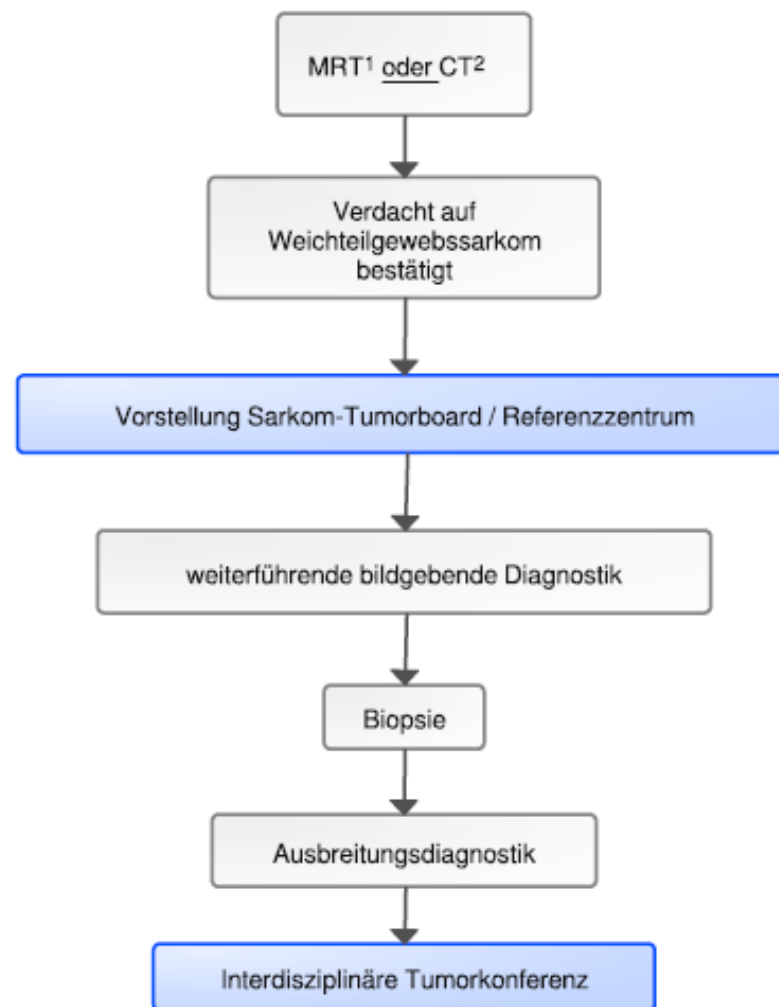 MRT¹ oder CT²
Verdacht auf
Weichteilgewebssarkom
bestätigt
Vorstellung Sarkom-Tumorboard / Referenzzentrum
weiterführende bildgebende Diagnostik
Biopsie
Ausbreitungsdiagnostik
Interdisziplinäre Tumorkonferenz